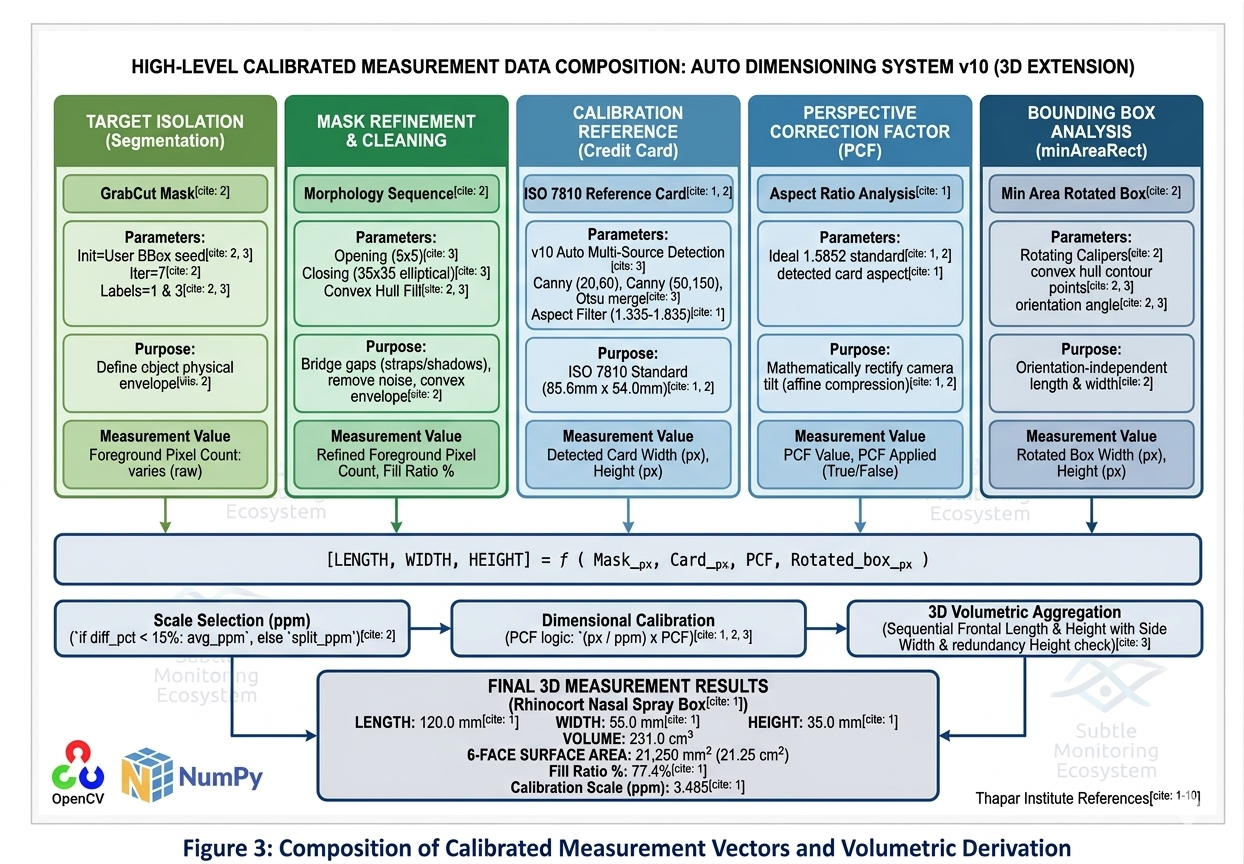 HIGH-LEVEL CALIBRATED MEASUREMENT DATA COMPOSITION: AUTO DIMENSIONING SYSTEM v10 (3D EXTENSION)
TARGET ISOLATION
(Segmentation)
GrabCut Mask[cite: 2]
Parameters:
Init=User BBox seed[cite: 2, 3]
Iter=7[cite: 2]
Labels=1 & 3[cite: 2, 3]
Purpose:
Define object physical
envelope[viis. 2]
Measurement Value
Foreground Pixel Count:
varies (raw)
MASK REFINEMENT
& CLEANING
Morphology Sequence[cite: 2]
Parameters:
Opening (5x5)[cite: 3]
Closing (35x35 elliptical)[cite: 3]
Convex Hull Filt[site: 2, 3]
Purpose:
Bridge gaps (straps/shadows),
remove noise, convex
envelope[site: 2]
Measurement Value
Refined Foreground Pixel
Count, Fill Ratio %
CALIBRATION
REFERENCE
(Credit Card)
ISO 7810 Reference Card[cite: 1, 2]
Parameters:
v10 Auto Multi-Source Detection
[cits: 3]
Canny (20,60), Canny (50,150),
Otsu merge[cite: 3]
Aspect Filter (1.335-1.835)[cite: 1]
Purpose:
ISO 7810 Standard
(85.6mm x 54.0mm)[cite: 1, 2]
Measurement Value
Detected Card Width (px),
Height (px)
PERSPECTIVE
CORRECTION FACTOR
(PCF)
Aspect Ratio Analysis[cite: 1]
Parameters:
Ideal 1.5852 standard[cite: 1, 2]
detected card aspect[cite: 1]
Purpose:
Mathematically rectify camera
tilt (affine compression)[site: 1, 2]
Measurement Value
PCF Value, PCF Applied
(True/False)
BOUNDING BOX
ANALYSIS
(minAreaRect)
Min Area Rotated Box[cite: 2]
Parameters:
Rotating Calipers[cite: 2]
convex hull contour
points[cits: 2, 3]
orientation angle[cite: 2, 3]
Purpose:
Orientation-independent
length & width[cite: 2]
Measurement Value
Rotated Box Width (px),
Height (px)
Ecosystem
Monitoring
Ecosystem
[LENGTH, WIDTH, HEIGHT] = f ( Mask_px, Card_px, PCF, Rotated_box_px )
Scale Selection (ppm)
(`if diff_pct < 15%: avg_ppm`, else `split_ppm`)[cite: 2]
Dimensional Calibration
(PCF logic: `(px / ppm) x PCF)[cite: 1, 2, 3]
3D Volumetric Aggregation
(Sequential Frontal Length & Height with Side
Width & redundancy Height check)[site: 3]
Subtle
Monitoring
Ecosystem
FINAL 3D MEASUREMENT RESULTS
(Rhinocort Nasal Spray Box[cite: 1])
LENGTH: 120.0 mm[cite: 1] WIDTH: 55.0 mm[cite: 1] HEIGHT: 35.0 mm[cite: 1]
VOLUME: 231.0 cm³
6-FACE SURFACE AREA: 21,250 mm² (21.25 cm²)
Fill Ratio %: 77.4%[cite: 1]
Calibration Scale (ppm): 3.485[cite: 1]
Subtle
Monitoring
Ecosystem
OpenCV
NumPy
Thapar Institute References[cite: 1-10]
Figure 3: Composition of Calibrated Measurement Vectors and Volumetric Derivation